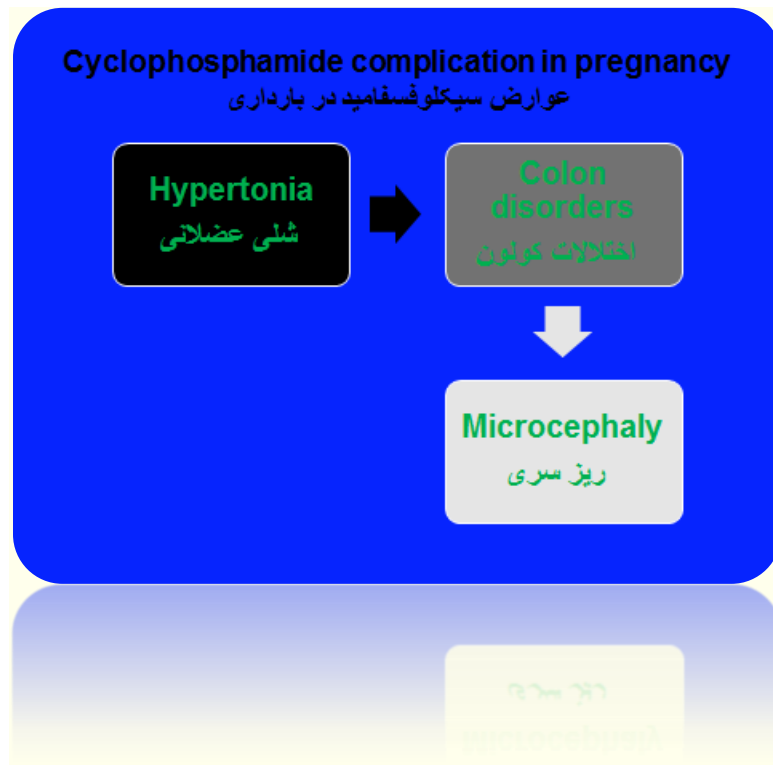 Cyclophosphamide complication in pregnancy
عوارض سیکلوفسفامید در بارداری
Hypertonia
شلی عضلانی
Colon
disorders
اختلالات کولون
Microcephaly
ریز سری